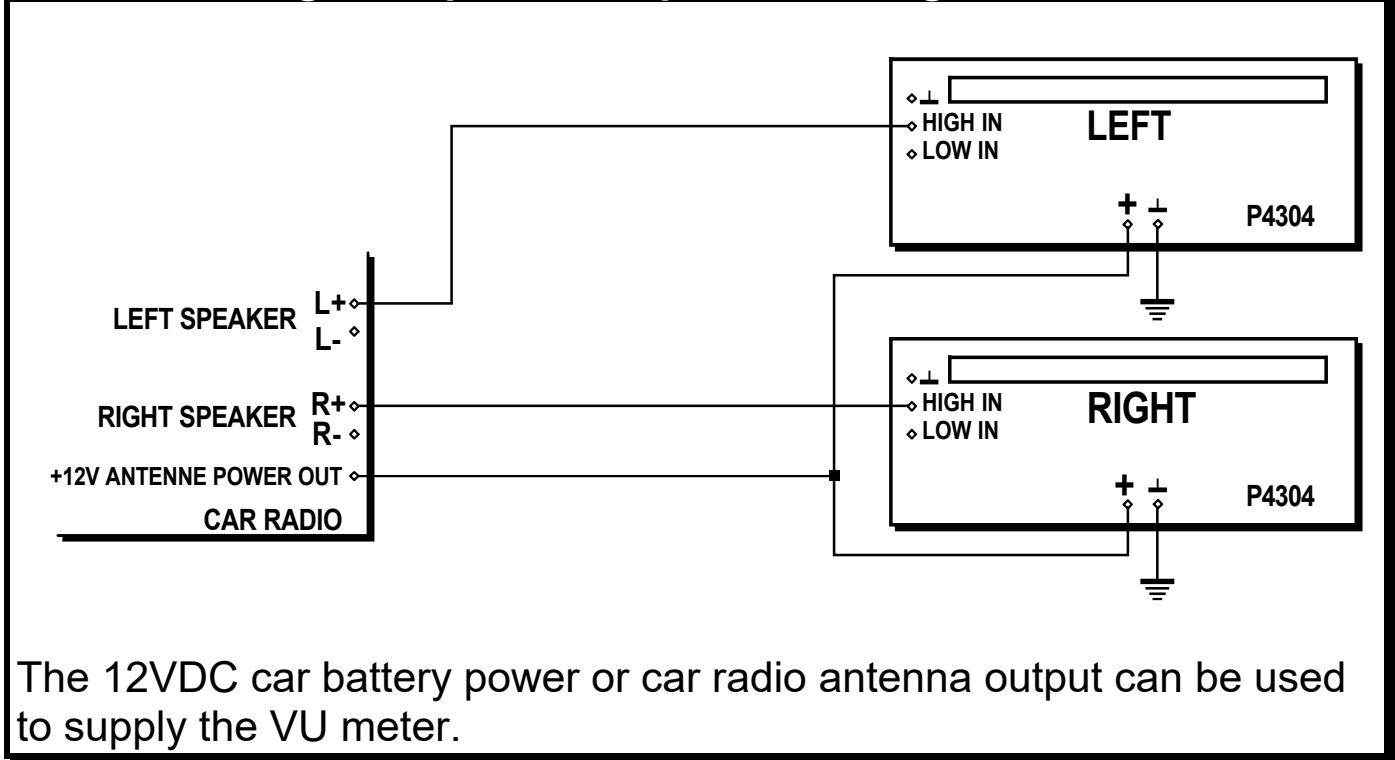 ⊥
HIGH IN
LOW IN
LEFT
+ ⊥
P4304
LEFT SPEAKER
L+
L-
RIGHT SPEAKER
R+
R-
+12V ANTENNE POWER OUT
CAR RADIO
⊥
HIGH IN
LOW IN
RIGHT
+ ⊥
P4304
The 12VDC car battery power or car radio antenna output can be used
to supply the VU meter.